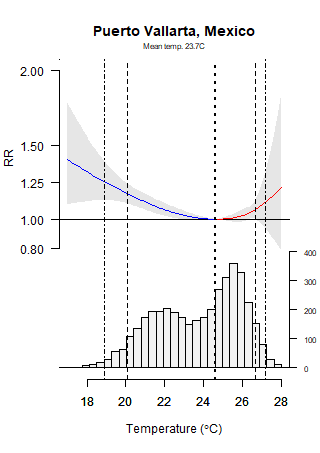 Puerto Vallarta, Mexico
Mean temp. 23.7C
2.00
1.50
1.25
1.00
0.80
RR
400
300
200
100
0
18 20 22 24 26 28
Temperature (°C)